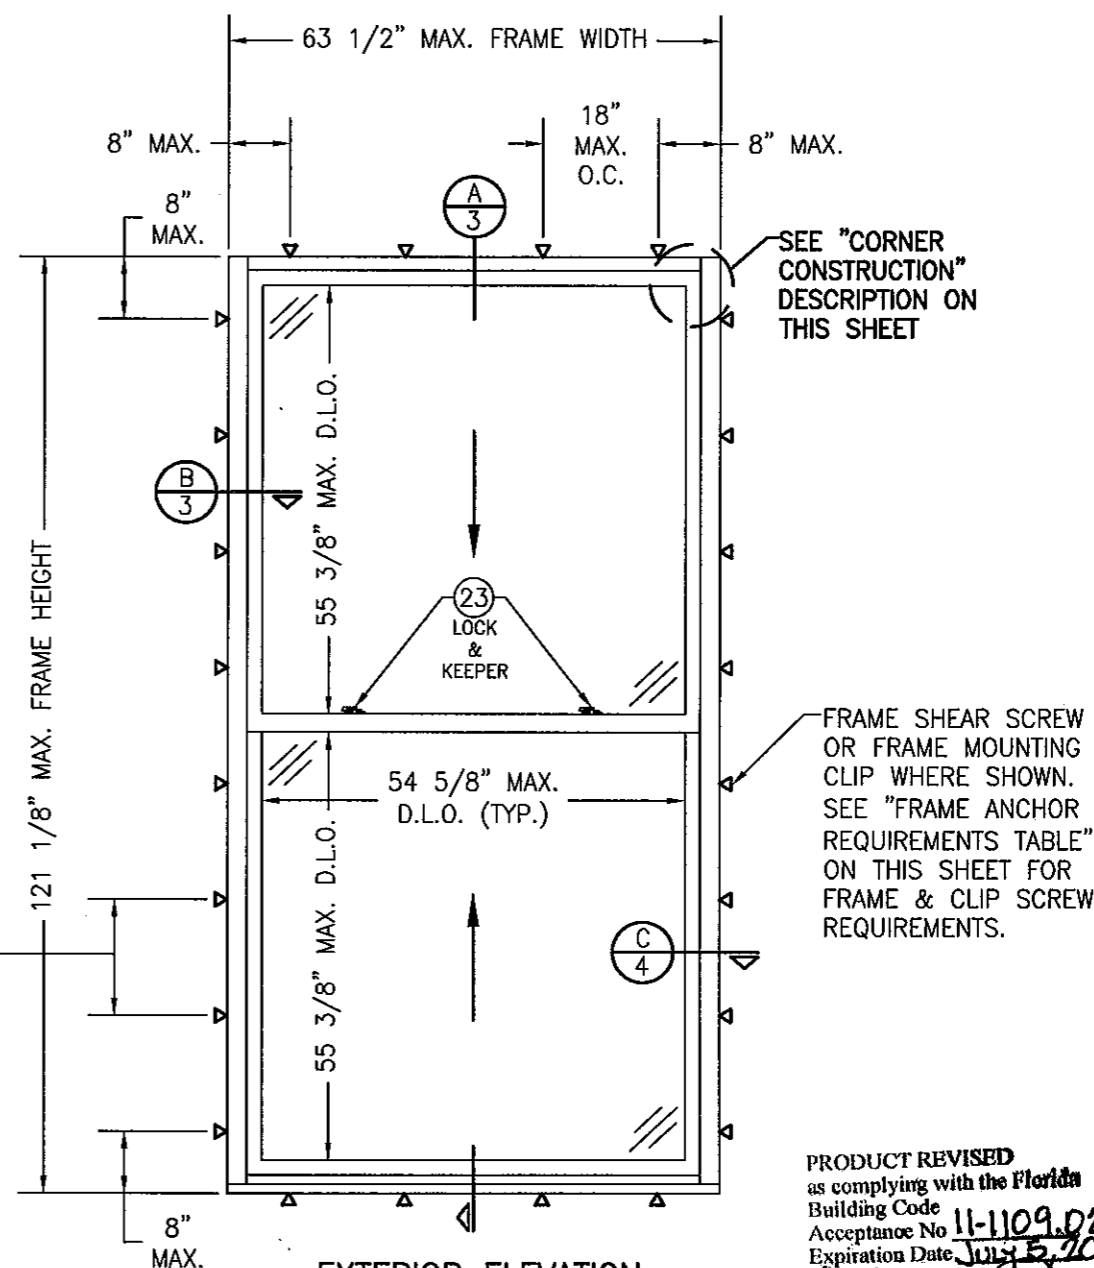 63 1/2" MAX. FRAME WIDTH
8" MAX.
18"
MAX.
O.C.
8" MAX.
8"
MAX.
A
3
SEE "CORNER
CONSTRUCTION"
DESCRIPTION ON
THIS SHEET
55 3/8" MAX. D.L.O.
B
3
121 1/8" MAX. FRAME HEIGHT
23
LOCK
&
KEEPER
FRAME SHEAR SCREW
OR FRAME MOUNTING
CLIP WHERE SHOWN.
SEE "FRAME ANCHOR
REQUIREMENTS TABLE"
ON THIS SHEET FOR
FRAME & CLIP SCREW
REQUIREMENTS.
54 5/8" MAX.
D.L.O. (TYP.)
55 3/8" MAX. D.L.O.
C
4
8"
MAX.
EXTERIOR ELEVATION
PRODUCT REVISED
as complying with the Florida
Building Code
Acceptance No 11-1109.02
Expiration Date JULY 5, 20